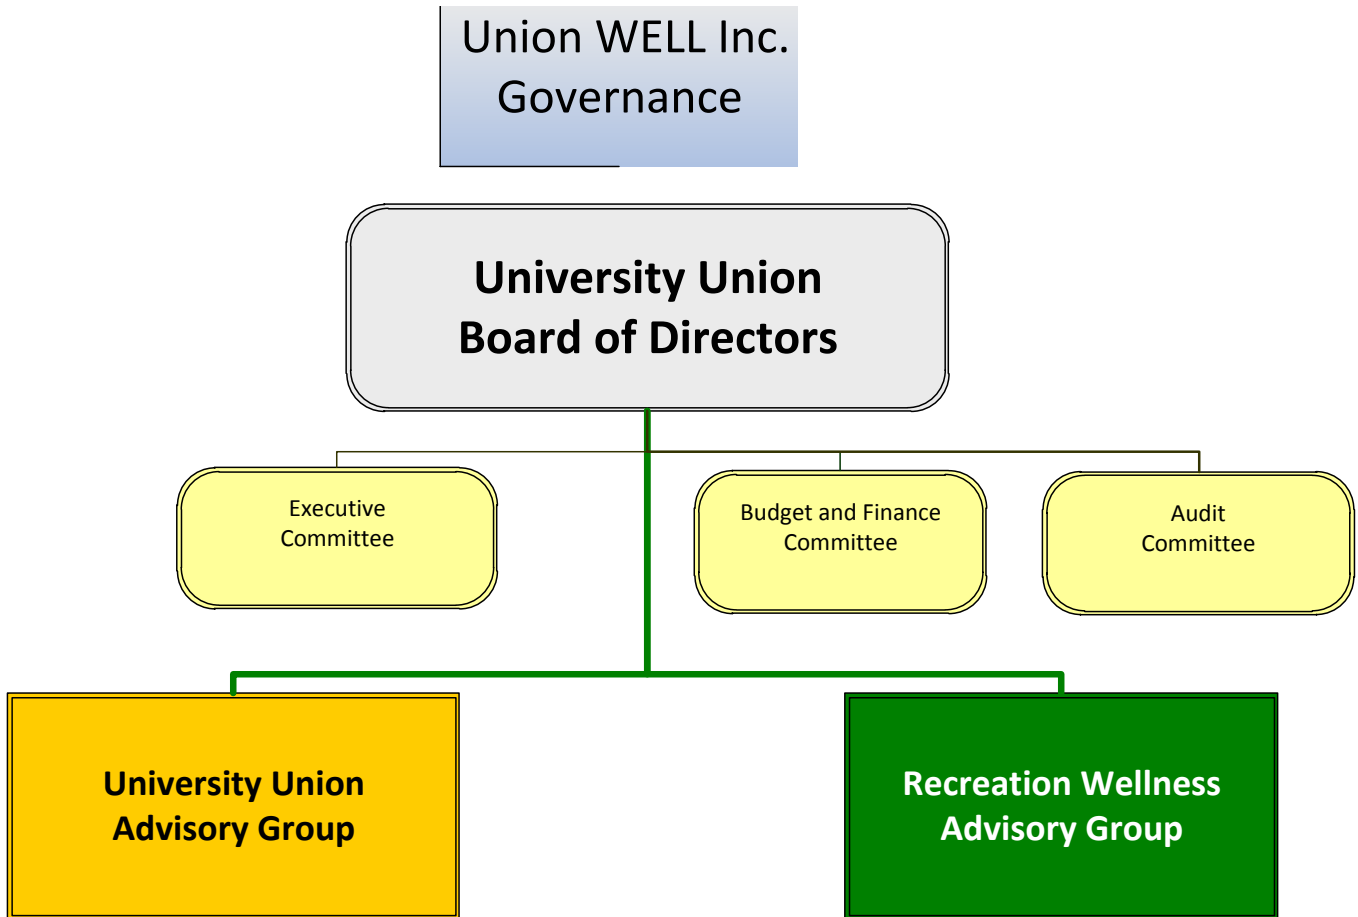 Union WELL Inc.
Governance
University Union
Board of Directors
Executive
Committee
Budget and Finance
Committee
Audit
Committee
University Union
Advisory Group
Recreation Wellness
Advisory Group